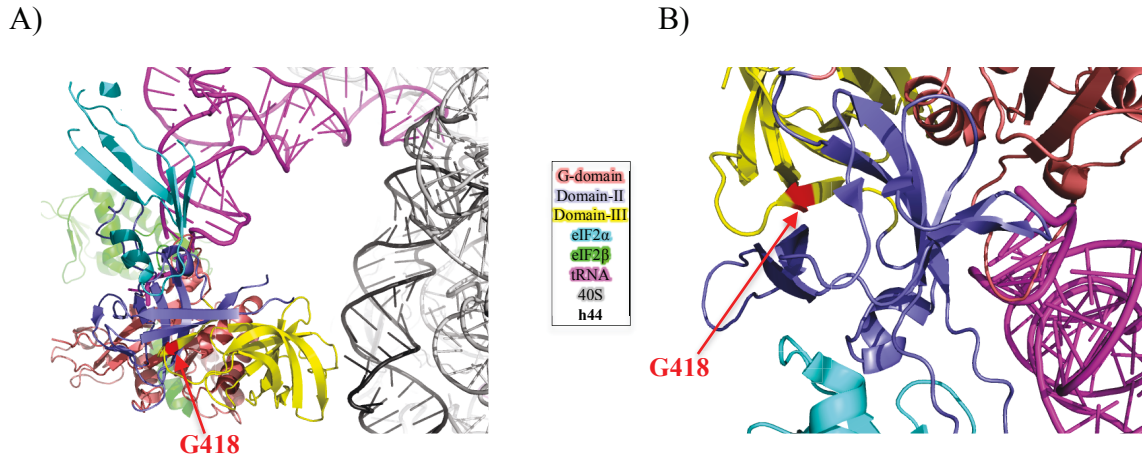 A)
B)
G-domain
Domain-II
Domain-III
eIF2α
eIF2β
tRNA
40S
h44
G418
G418